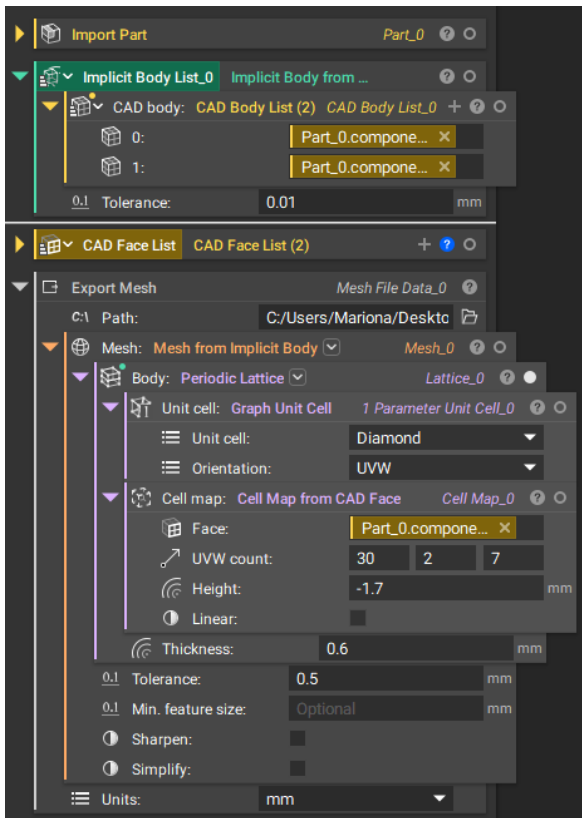 Import Part Part_0
Implicit Body List_0 Implicit Body from ...
CAD body: CAD Body List (2) CAD Body List_0
0: Part_0.compone...
1: Part_0.compone...
0.1 Tolerance: 0.01 mm
CAD Face List CAD Face List (2)
Export Mesh Mesh File Data_0
C:\ Path: C:/Users/Mariona/Deskto
Mesh: Mesh from Implicit Body Mesh_0
Body: Periodic Lattice Lattice_0
Unit cell: Graph Unit Cell 1 Parameter Unit Cell_0
Unit cell: Diamond
Orientation: UVW
Cell map: Cell Map from CAD Face Cell Map_0
Face: Part_0.compone...
UVW count: 30 2 7
Height: -1.7 mm
Linear:
Thickness: 0.6 mm
0.1 Tolerance: 0.5 mm
0.1 Min. feature size: Optional mm
Sharpen:
Simplify:
Units: mm